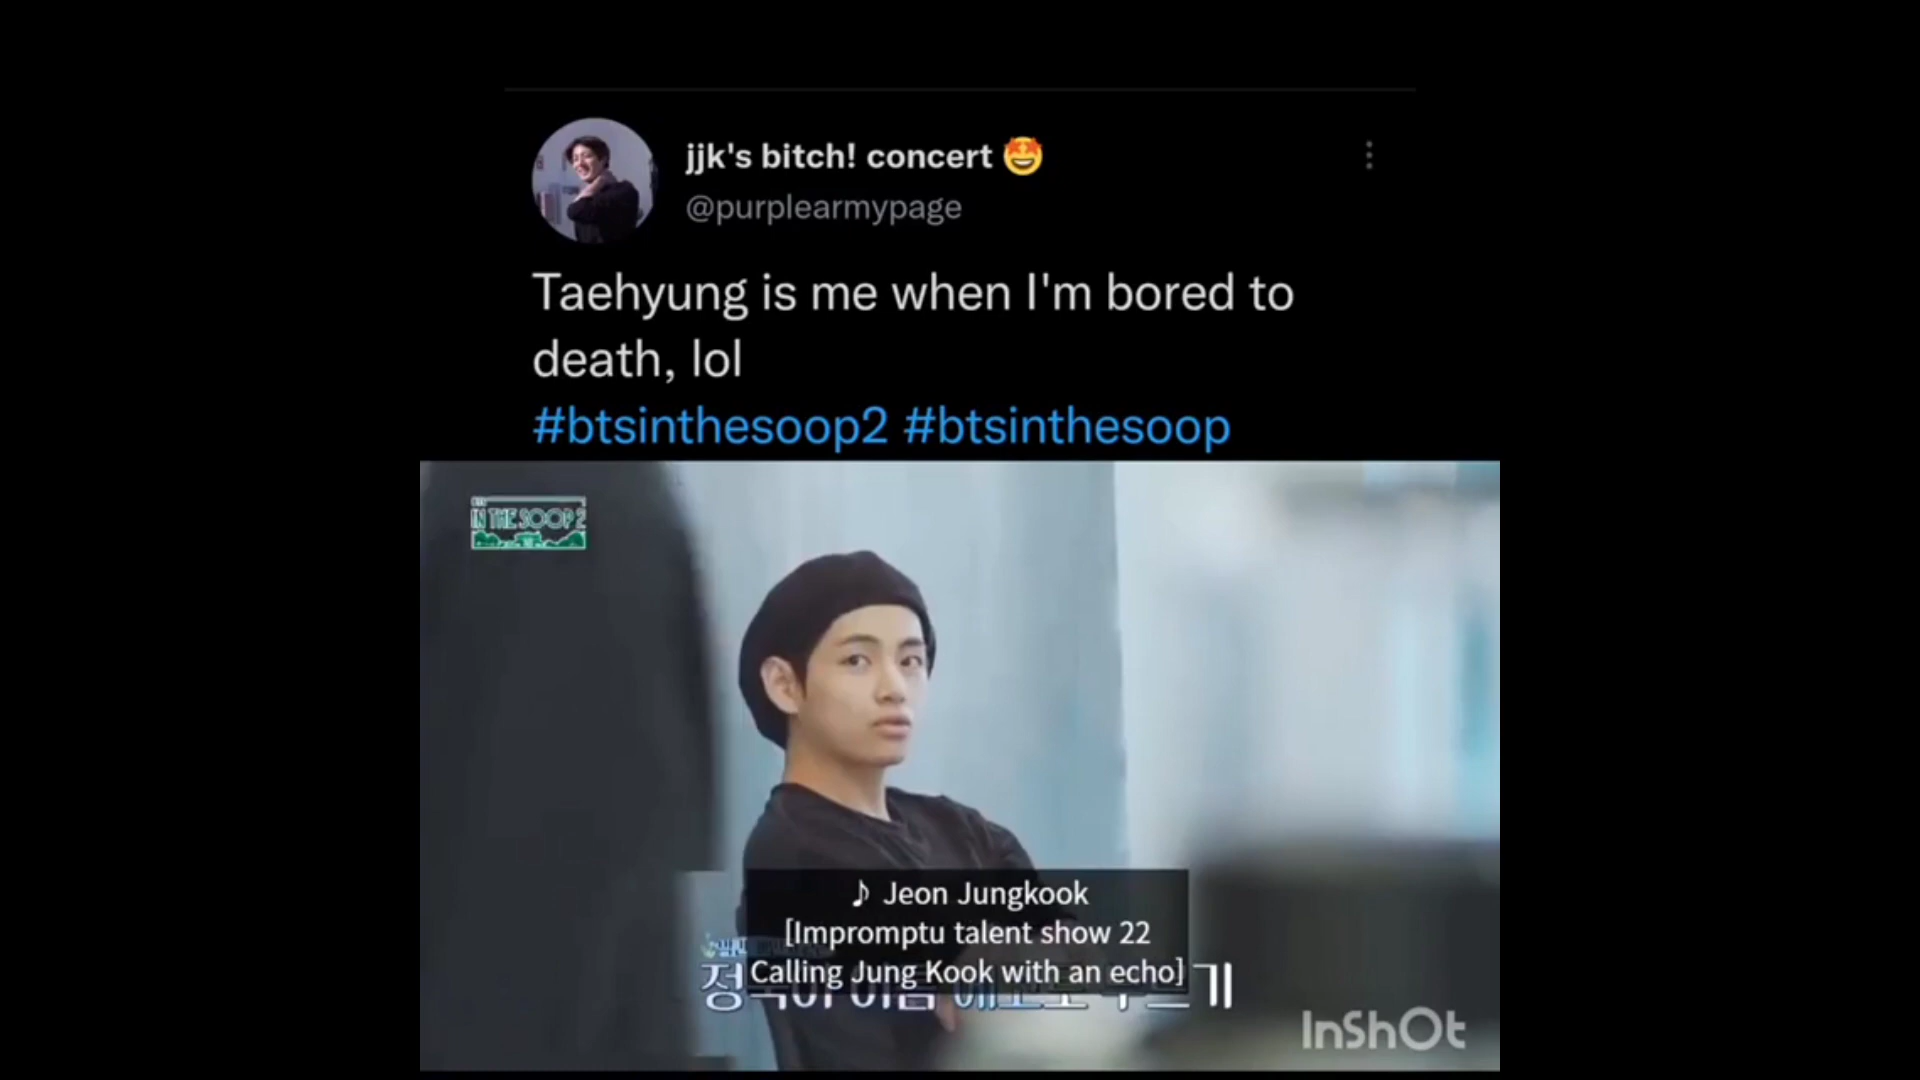 jjk's bitch! concert 🤩
@purplearmypage
Taehyung is me when I'm bored to
death, lol
#btsinthesoop2 #btsinthesoop
IN THE SOOP 2
♪ Jeon Jungkook
[Impromptu talent show 22
Calling Jung Kook with an echo]
InShOt